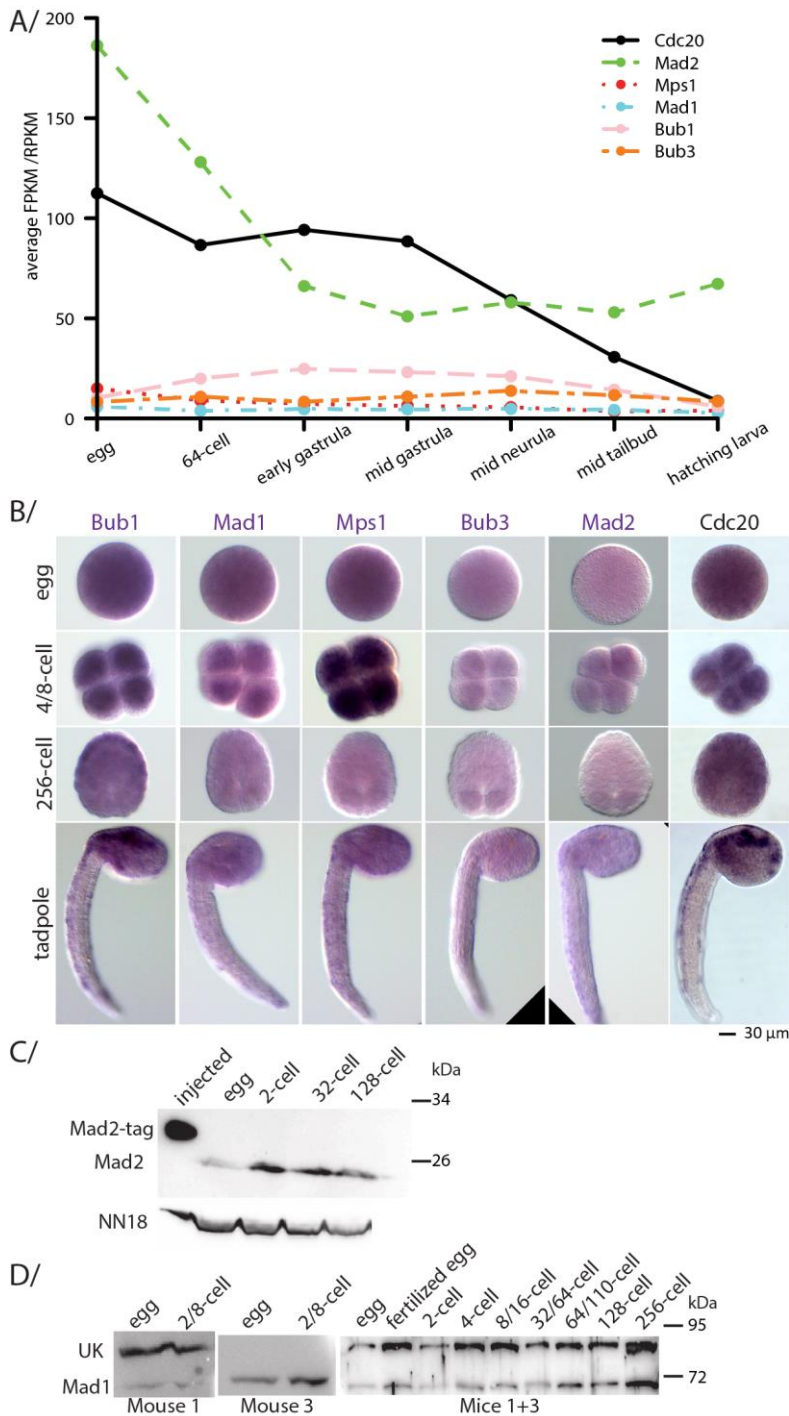 A/
200
150
100
50
0
average FPKM /RPKM
Cdc20
Mad2
Mps1
Mad1
Bub1
Bub3
egg
64-cell
early gastrula
mid gastrula
mid neurula
mid tailbud
hatching larva
B/
Bub1 Mad1 Mps1 Bub3 Mad2 Cdc20
egg
4/8-cell
256-cell
tadpole
30 µm
C/
injected egg 2-cell 32-cell 128-cell kDa
34
Mad2-tag
Mad2
26
NN18
D/
egg 2/8-cell egg 2/8-cell egg fertilized egg 2-cell 4-cell 8/16-cell 32/64-cell 64/110-cell 128-cell 256-cell kDa
95
UK
72
Mad1
Mouse 1 Mouse 3 Mice 1+3